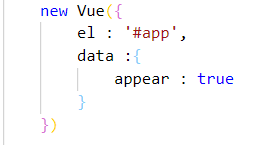 new Vue({
    el : '#app',
    data :{
        appear : true
    }
})